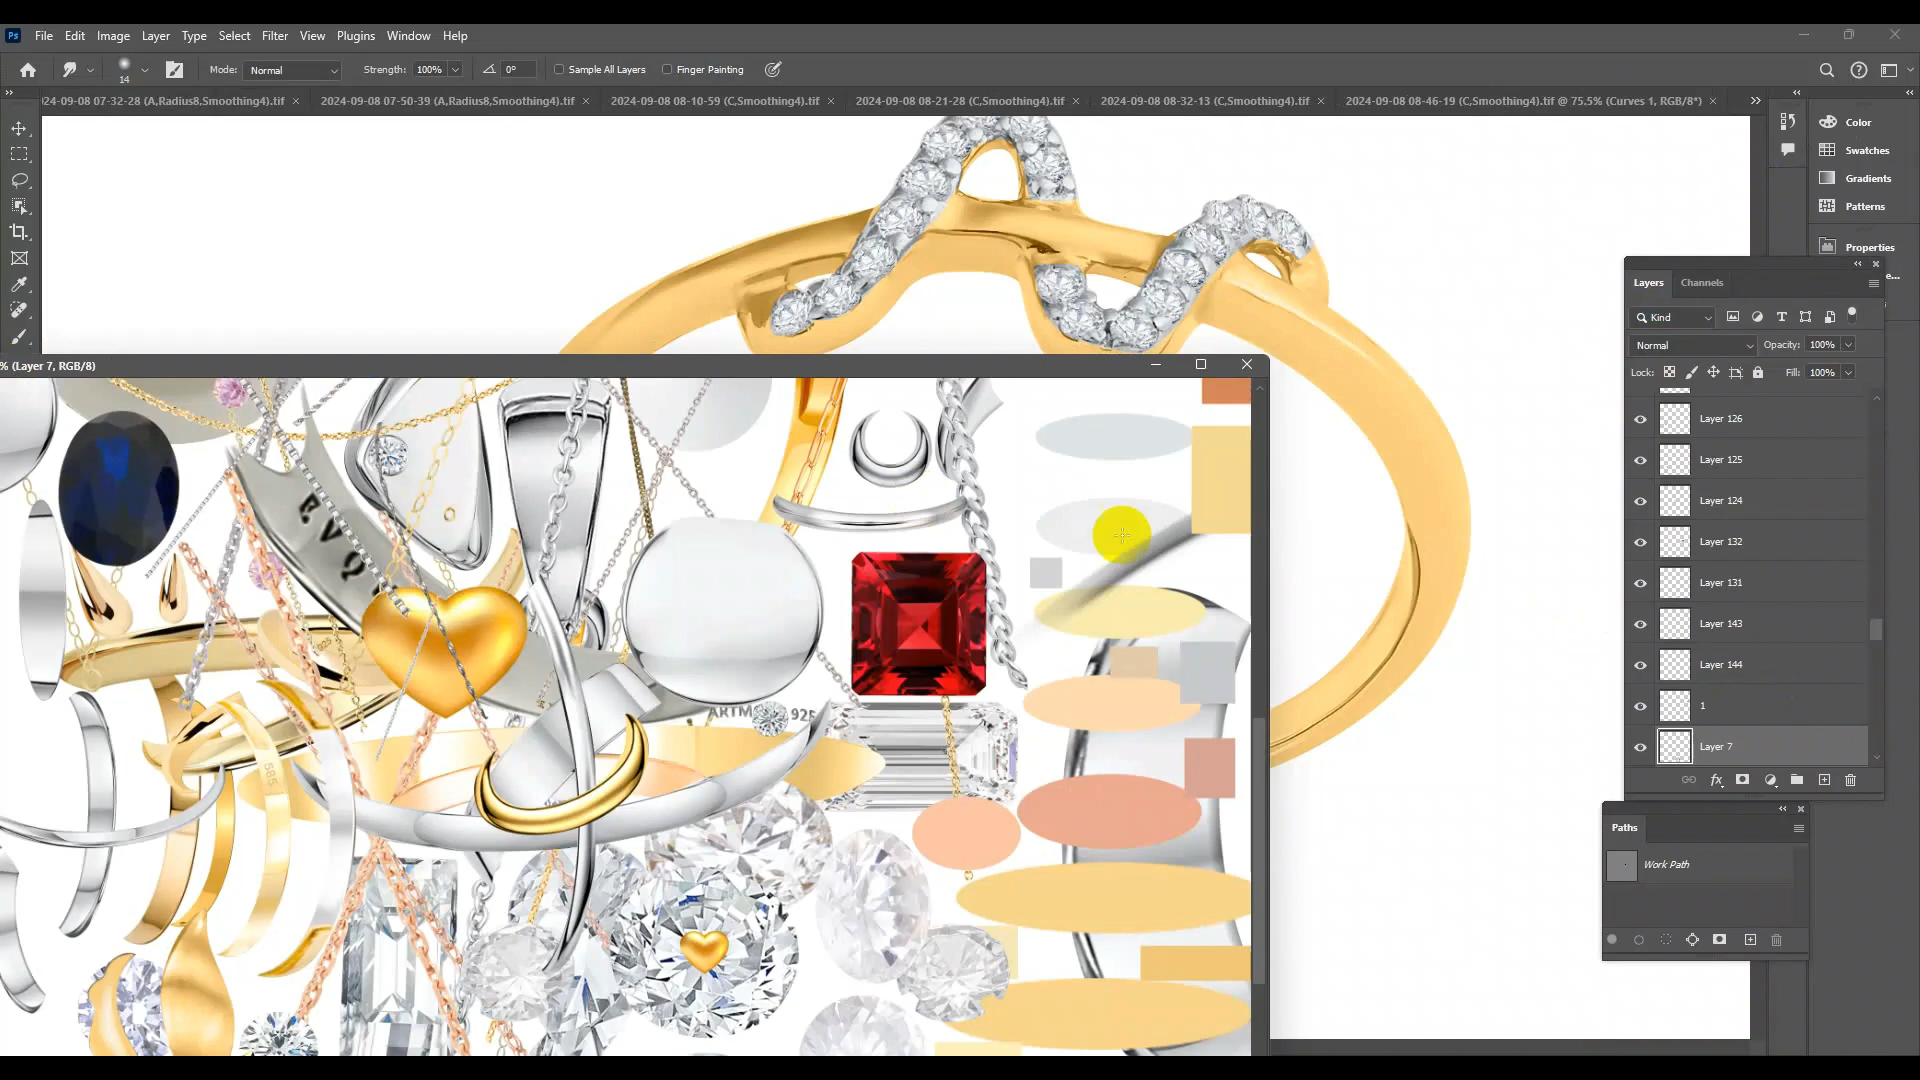 Ps File Edit Image Layer Type Select Filter View Plugins Window Help
14 Mode: Normal Strength: 100% 0° Sample All Layers Finger Painting
24-09-08 07-32-28 (A,Radius8,Smoothing4).tif × 2024-09-08 07-50-39 (A,Radius8,Smoothing4).tif × 2024-09-08 08-10-59 (C,Smoothing4).tif × 2024-09-08 08-21-28 (C,Smoothing4).tif × 2024-09-08 08-32-13 (C,Smoothing4).tif × 2024-09-08 08-46-19 (C,Smoothing4).tif @ 75.5% (Curves 1, RGB/8*) ×
Color
Swatches
Gradients
Patterns
Properties
e...
Layers Channels
Kind
Normal Opacity: 100%
Lock: Fill: 100%
Layer 126
Layer 125
Layer 124
Layer 132
Layer 131
Layer 143
Layer 144
1
Layer 7
fx
Paths
Work Path
% (Layer 7, RGB/8)
EVQ
925
ARTM 925
585